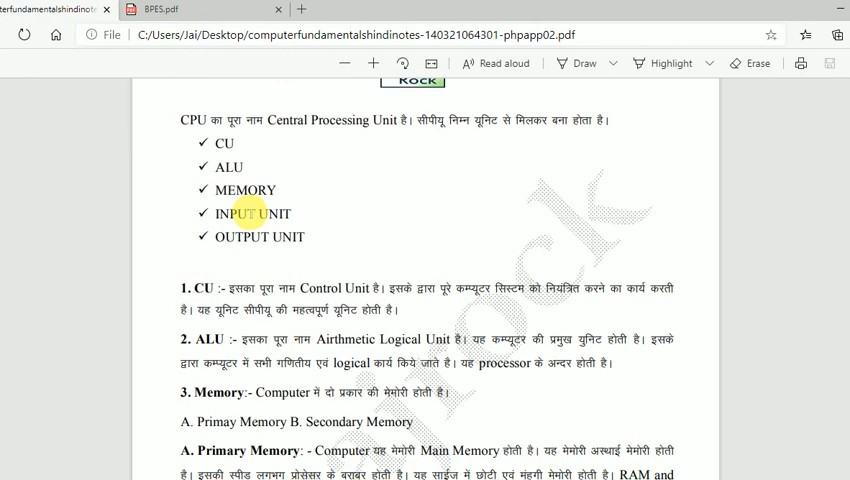 terfundamentalshindinote
BPES.pdf
File
C:/Users/Jai/Desktop/computerfundamentalshindinotes-140321064301-phpapp02.pdf
Read aloud
Draw
Highlight
Erase
ROCK
CPU का पूरा नाम Central Processing Unit है। सीपीयू निम्न यूनिट से मिलकर बना होता है।
CU
ALU
MEMORY
INPUT UNIT
OUTPUT UNIT
1. CU :- इसका पूरा नाम Control Unit है। इसके द्वारा पूरे कम्प्यूटर सिस्टम को नियंत्रित करने का कार्य करती
है। यह यूनिट सीपीयू की महत्वपूर्ण यूनिट होती है।
2. ALU :- इसका पूरा नाम Airthmetic Logical Unit है। यह कम्प्यूटर की प्रमुख युनिट होती है। इसके
द्वारा कम्प्यूटर में सभी गणितीय एवं logical कार्य किये जाते है। यह processor के अन्दर होती है।
3. Memory:- Computer में दो प्रकार की मेमोरी होती है।
A. Primay Memory B. Secondary Memory
A. Primary Memory: - Computer यह मेमोरी Main Memory होती है। यह मेमोरी अस्थाई मेमोरी होती
है। इसकी स्पीड लगभग प्रोसेसर के बराबर होती है। यह साईज में छोटी एवं मंहगी मेमोरी होती है। RAM and
ajrock